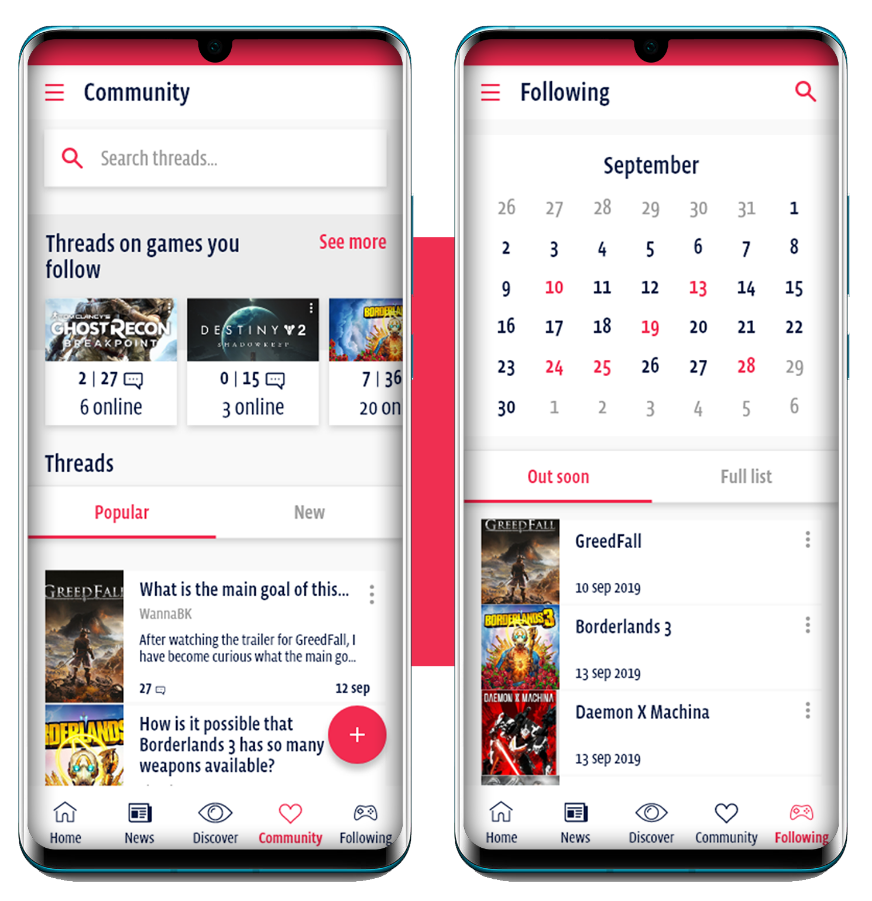 Community
Search threads...
Threads on games you
follow
See more
TOM CLANCY'S
GHOST RECON
BREAKPOINT
DESTINY 2
SHADOWKEEP
BORDERL
2 | 27
6 online
0 | 15
3 online
7 | 36
20 on
Threads
Popular
New
GREEDFALL
What is the main goal of this...
WannaBK
After watching the trailer for GreedFall, I
have become curious what the main go...
27
12 sep
BORDERLANDS
How is it possible that
Borderlands 3 has so many
weapons available?
+
Home
News
Discover
Community
Following
Following
September
26 27 28 29 30 31 1
2 3 4 5 6 7 8
9 10 11 12 13 14 15
16 17 18 19 20 21 22
23 24 25 26 27 28 29
30 1 2 3 4 5 6
Out soon
Full list
GREEDFALL
GreedFall
10 sep 2019
BORDERLANDS 3
Borderlands 3
13 sep 2019
DAEMON X MACHINA
Daemon X Machina
13 sep 2019
Home
News
Discover
Community
Following